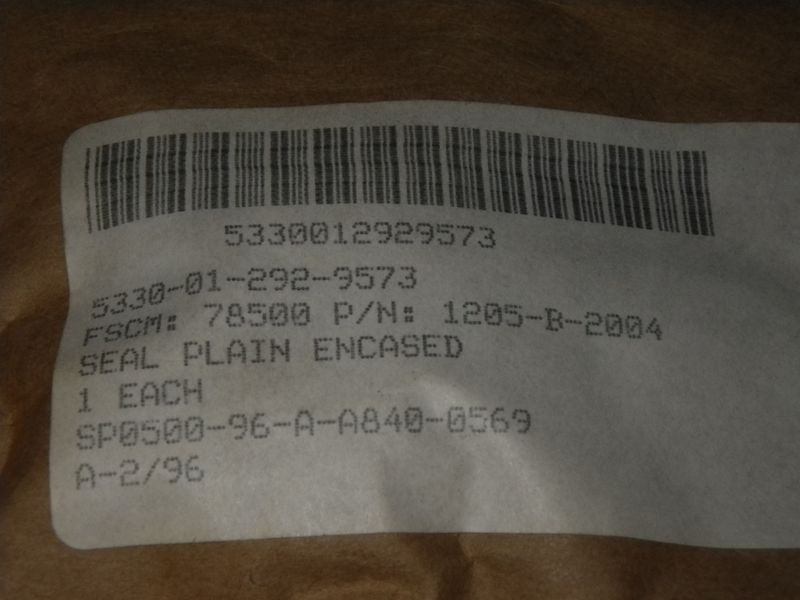 5330012929573
5330-01-292-9573
FSCM: 78500 P/N: 1205-B-2004
SEAL PLAIN ENCASED
1 EACH
SP0500-96-A-A840-0569
A-2/96